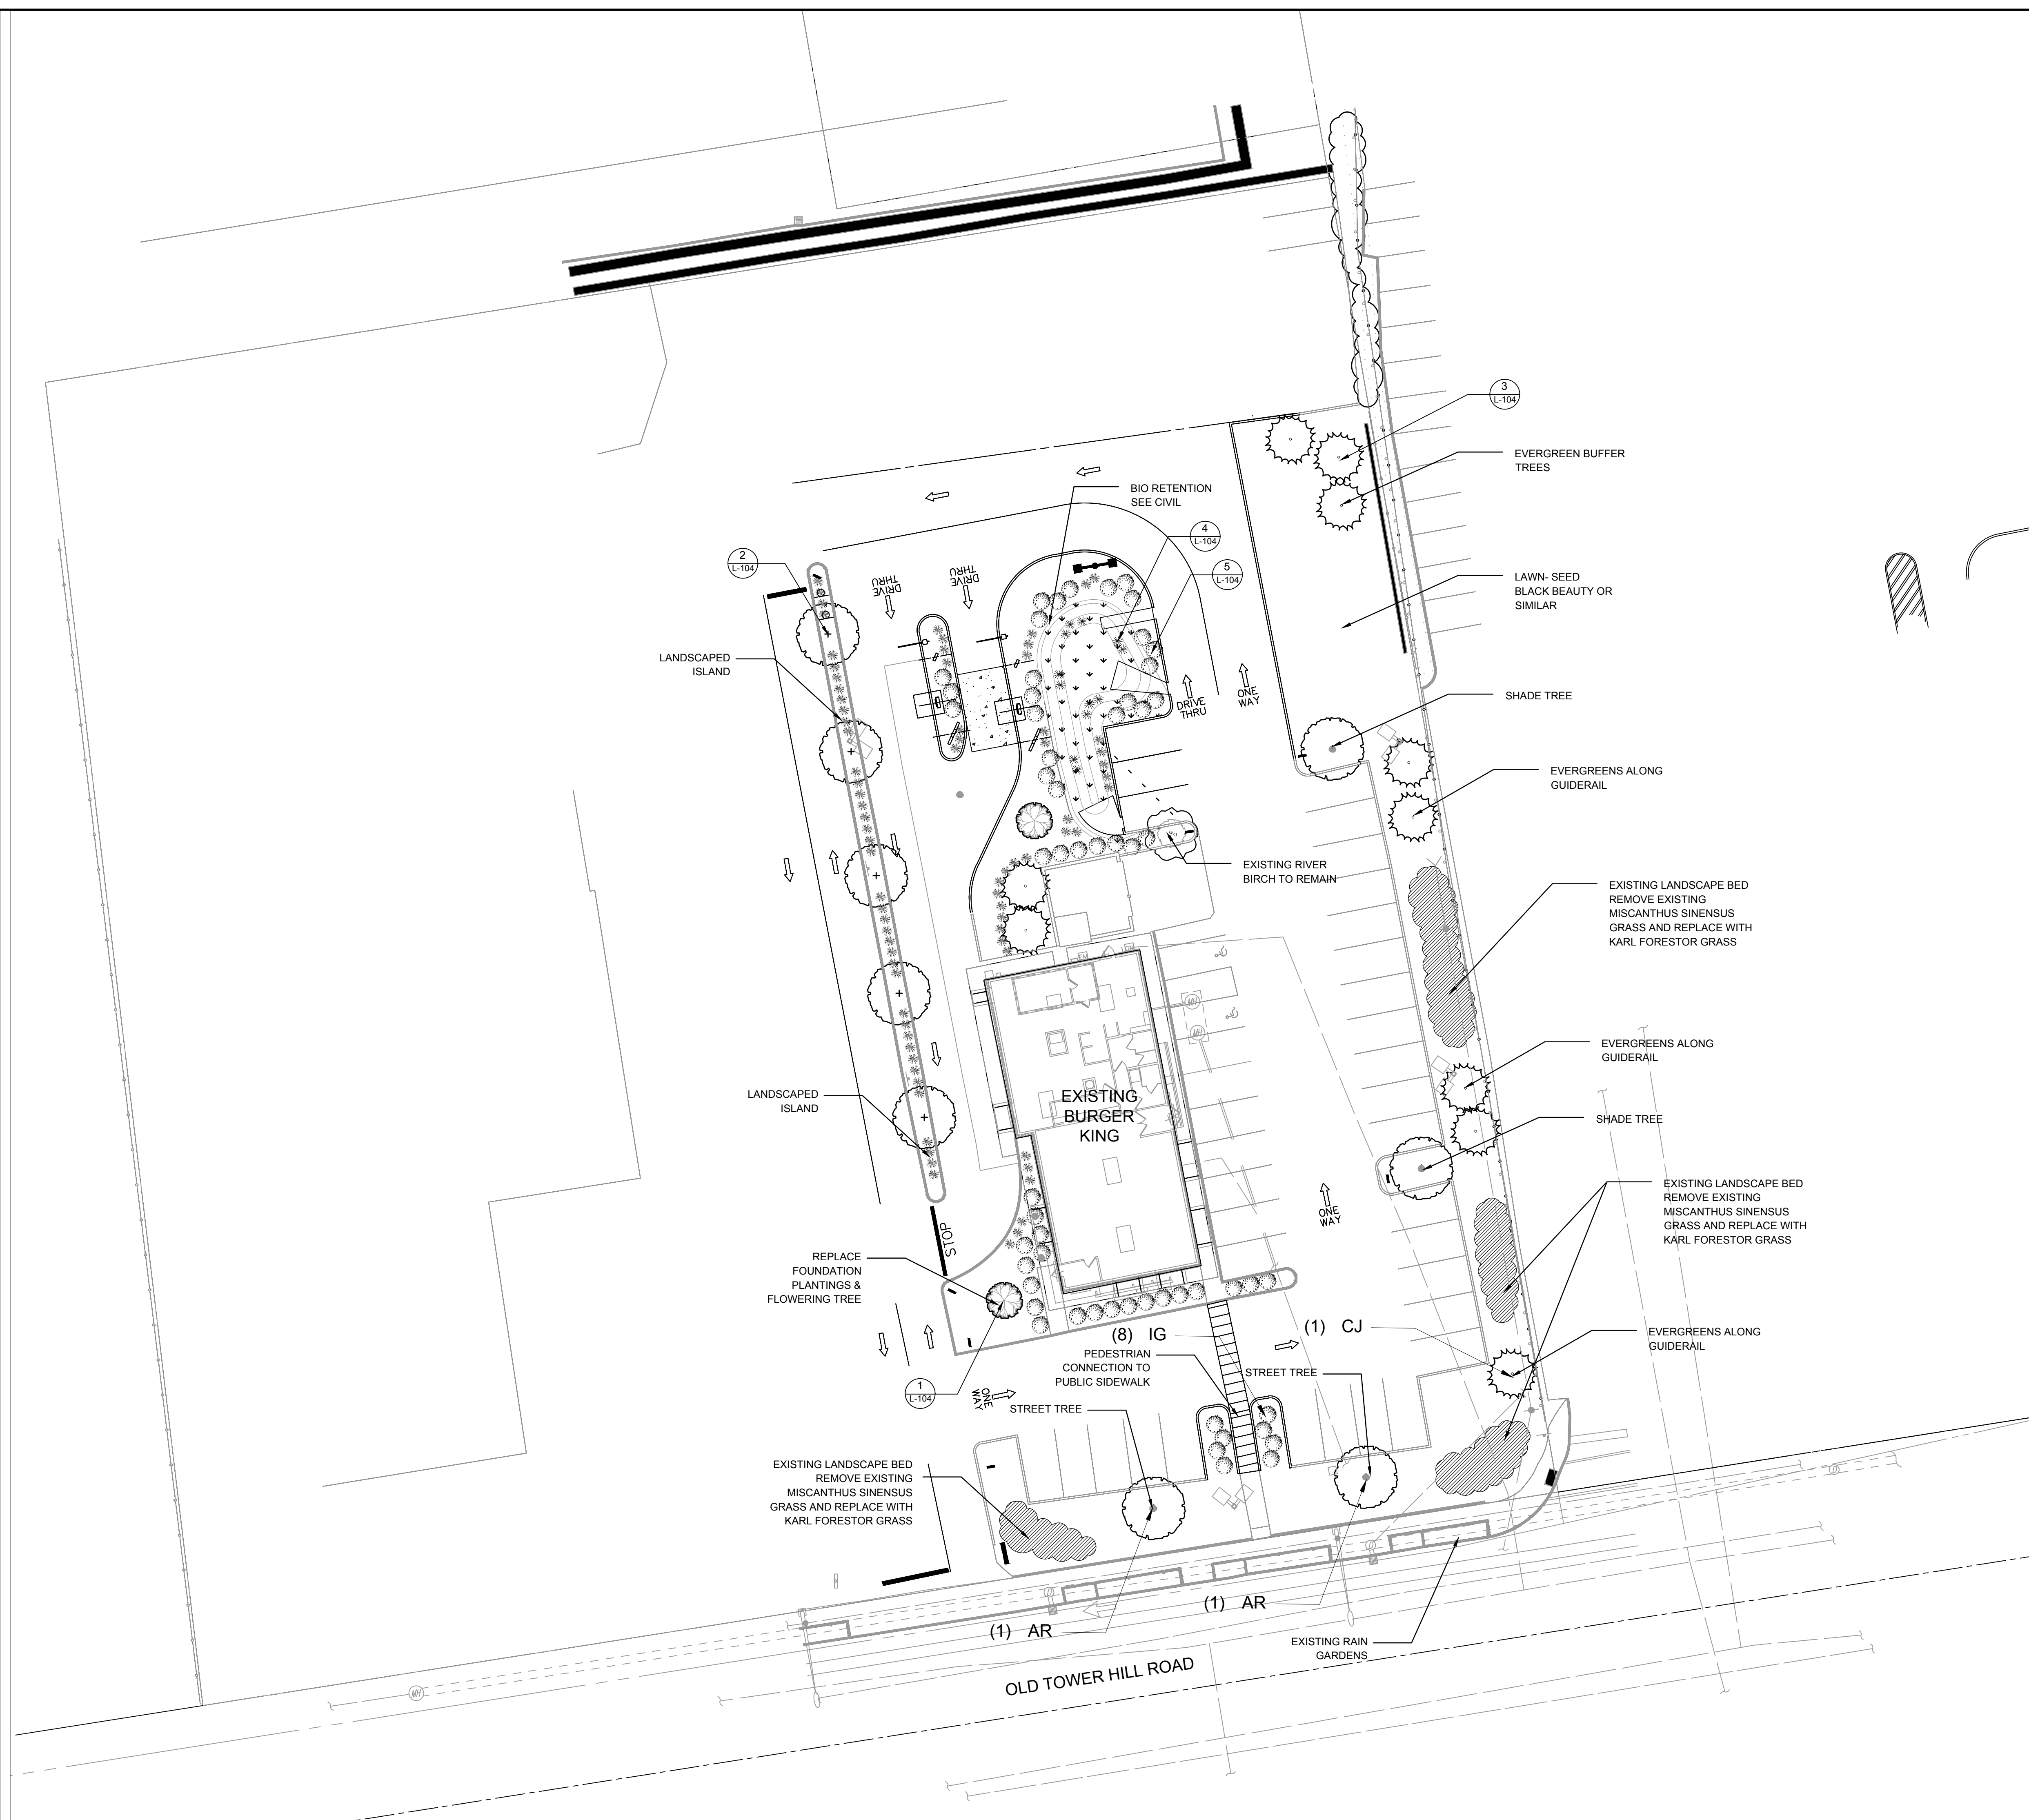 3
L-104
EVERGREEN BUFFER
TREES
BIO RETENTION
SEE CIVIL
4
L-104
5
L-104
2
L-104
DRIVE
THRU
DRIVE
THRU
LAWN- SEED
BLACK BEAUTY OR
SIMILAR
LANDSCAPED
ISLAND
DRIVE
THRU
ONE
WAY
SHADE TREE
EVERGREENS ALONG
GUIDERAIL
EXISTING RIVER
BIRCH TO REMAIN
EXISTING LANDSCAPE BED
REMOVE EXISTING
MISCANTHUS SINENSUS
GRASS AND REPLACE WITH
KARL FORESTOR GRASS
EM
GM
MH
MH
EVERGREENS ALONG
GUIDERAIL
LANDSCAPED
ISLAND
EXISTING
BURGER
KING
SHADE TREE
EXISTING LANDSCAPE BED
REMOVE EXISTING
MISCANTHUS SINENSUS
GRASS AND REPLACE WITH
KARL FORESTOR GRASS
ONE
WAY
STOP
REPLACE
FOUNDATION
PLANTINGS &
FLOWERING TREE
(8) IG
(1) CJ
EVERGREENS ALONG
GUIDERAIL
PEDESTRIAN
CONNECTION TO
PUBLIC SIDEWALK
STREET TREE
1
L-104
ONE
WAY
STREET TREE
EXISTING LANDSCAPE BED
REMOVE EXISTING
MISCANTHUS SINENSUS
GRASS AND REPLACE WITH
KARL FORESTOR GRASS
(1) AR
(1) AR
EXISTING RAIN
GARDENS
OLD TOWER HILL ROAD
MH